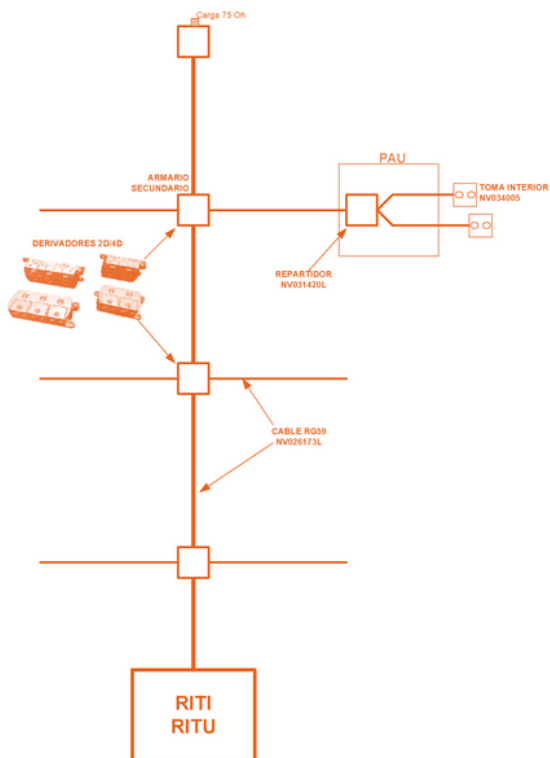 Carga 75 Oh
PAU
ARMARIO
SECUNDARIO
TOMA INTERIOR
NV034005
DERIVADORES 2D/4D
REPARTIDOR
NV031420L
CABLE RG59
NV026173L
RITI
RITU